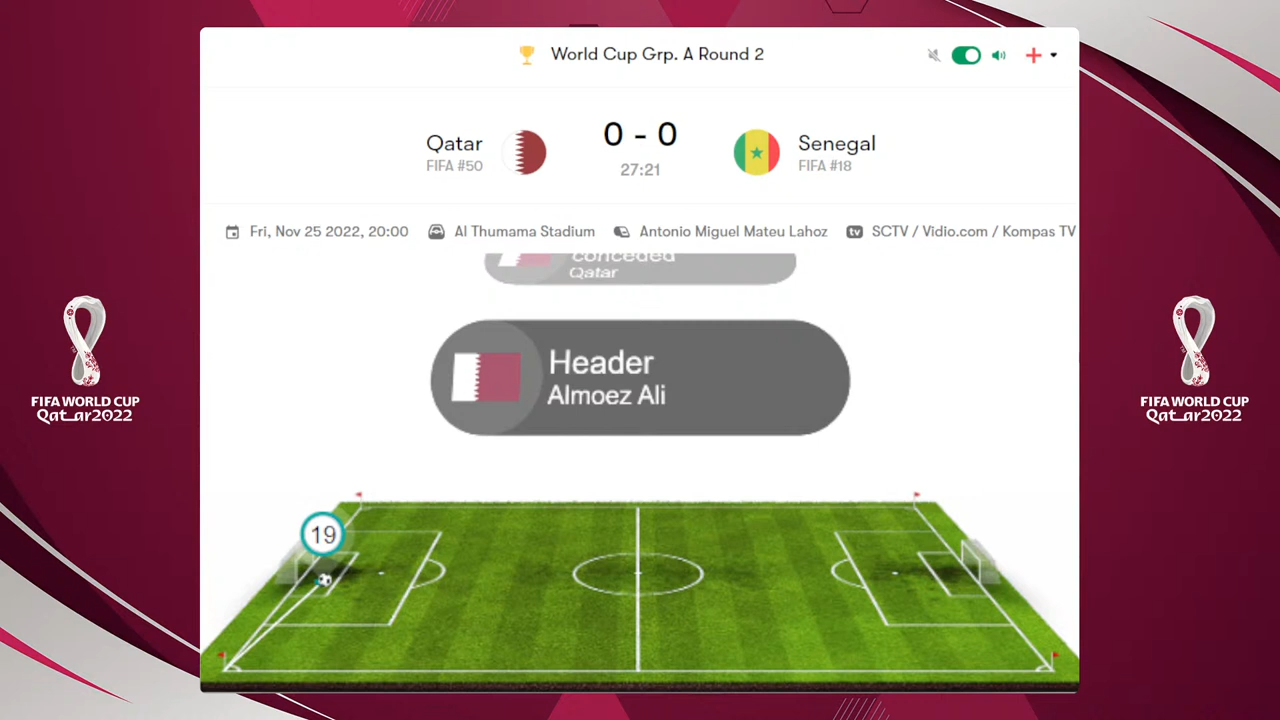 World Cup Grp. A Round 2
Qatar
FIFA #50
0 - 0
27:21
Senegal
FIFA #18
Fri, Nov 25 2022, 20:00
Al Thumama Stadium
Antonio Miguel Mateu Lahoz
tv
SCTV / Vidio.com / Kompas TV
conceded
Qatar
Header
Almoez Ali
19
FIFA WORLD CUP
Qatar2022
FIFA WORLD CUP
Qatar2022